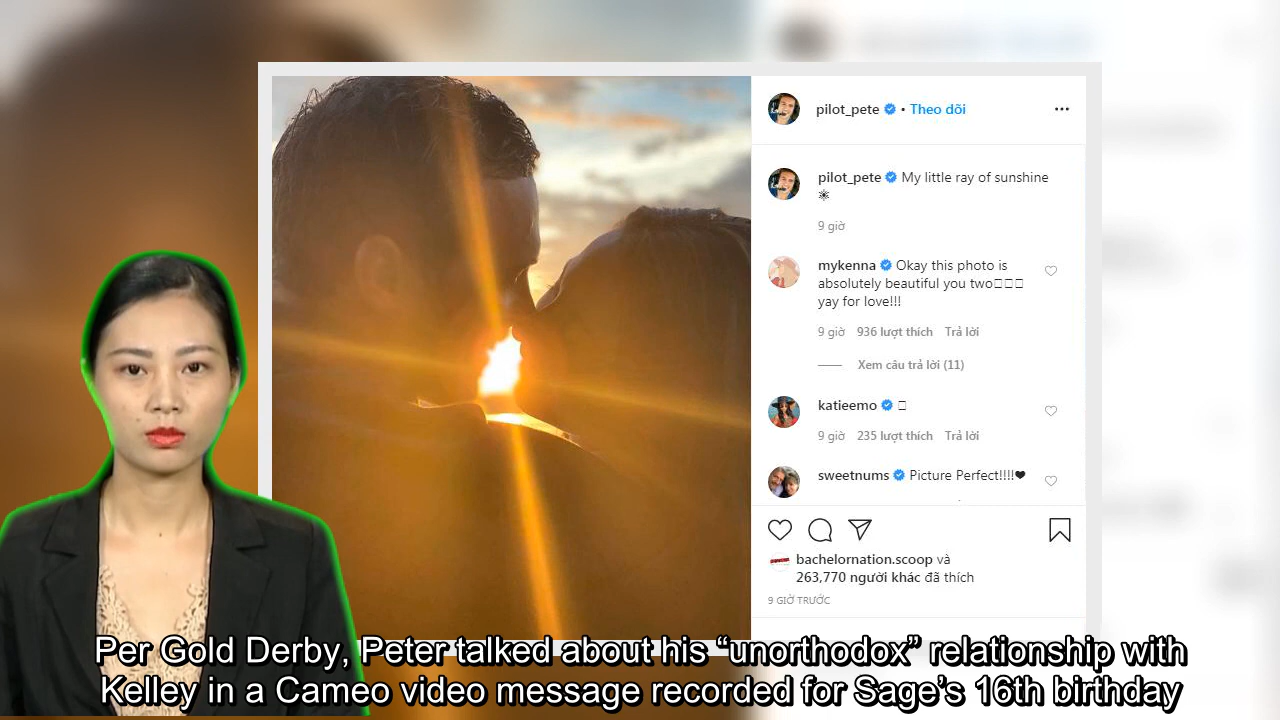 pilot_pete • Theo dõi
pilot_pete My little ray of sunshine
☀
9 giờ
mykenna Okay this photo is
absolutely beautiful you two□□□
yay for love!!!
9 giờ 936 lượt thích Trả lời
Xem câu trả lời (11)
katieemo □
9 giờ 235 lượt thích Trả lời
sweetnums Picture Perfect!!!!❤
bachelornation.scoop và
263,770 người khác đã thích
9 GIỜ TRƯỚC
Per Gold Derby, Peter talked about his “unorthodox” relationship with
Kelley in a Cameo video message recorded for Sage’s 16th birthday